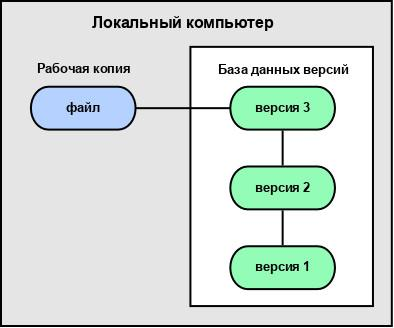 Локальный компьютер
Рабочая копия
База данных версий
файл
версия 3
версия 2
версия 1